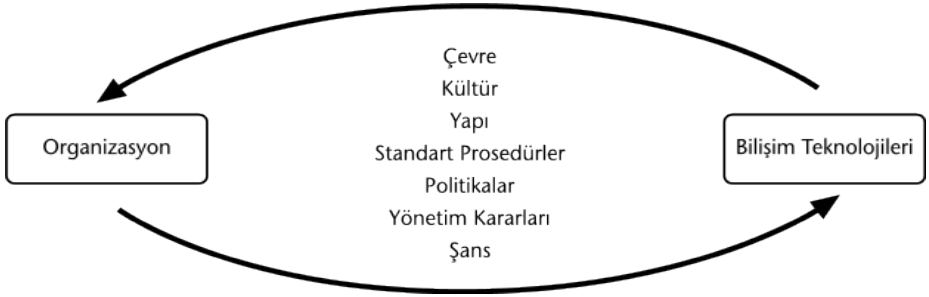 Çevre
Kültür
Yapı
Organizasyon
Standart Prosedürler
Bilişim Teknolojileri
Politikalar
Yönetim Kararları
Şans